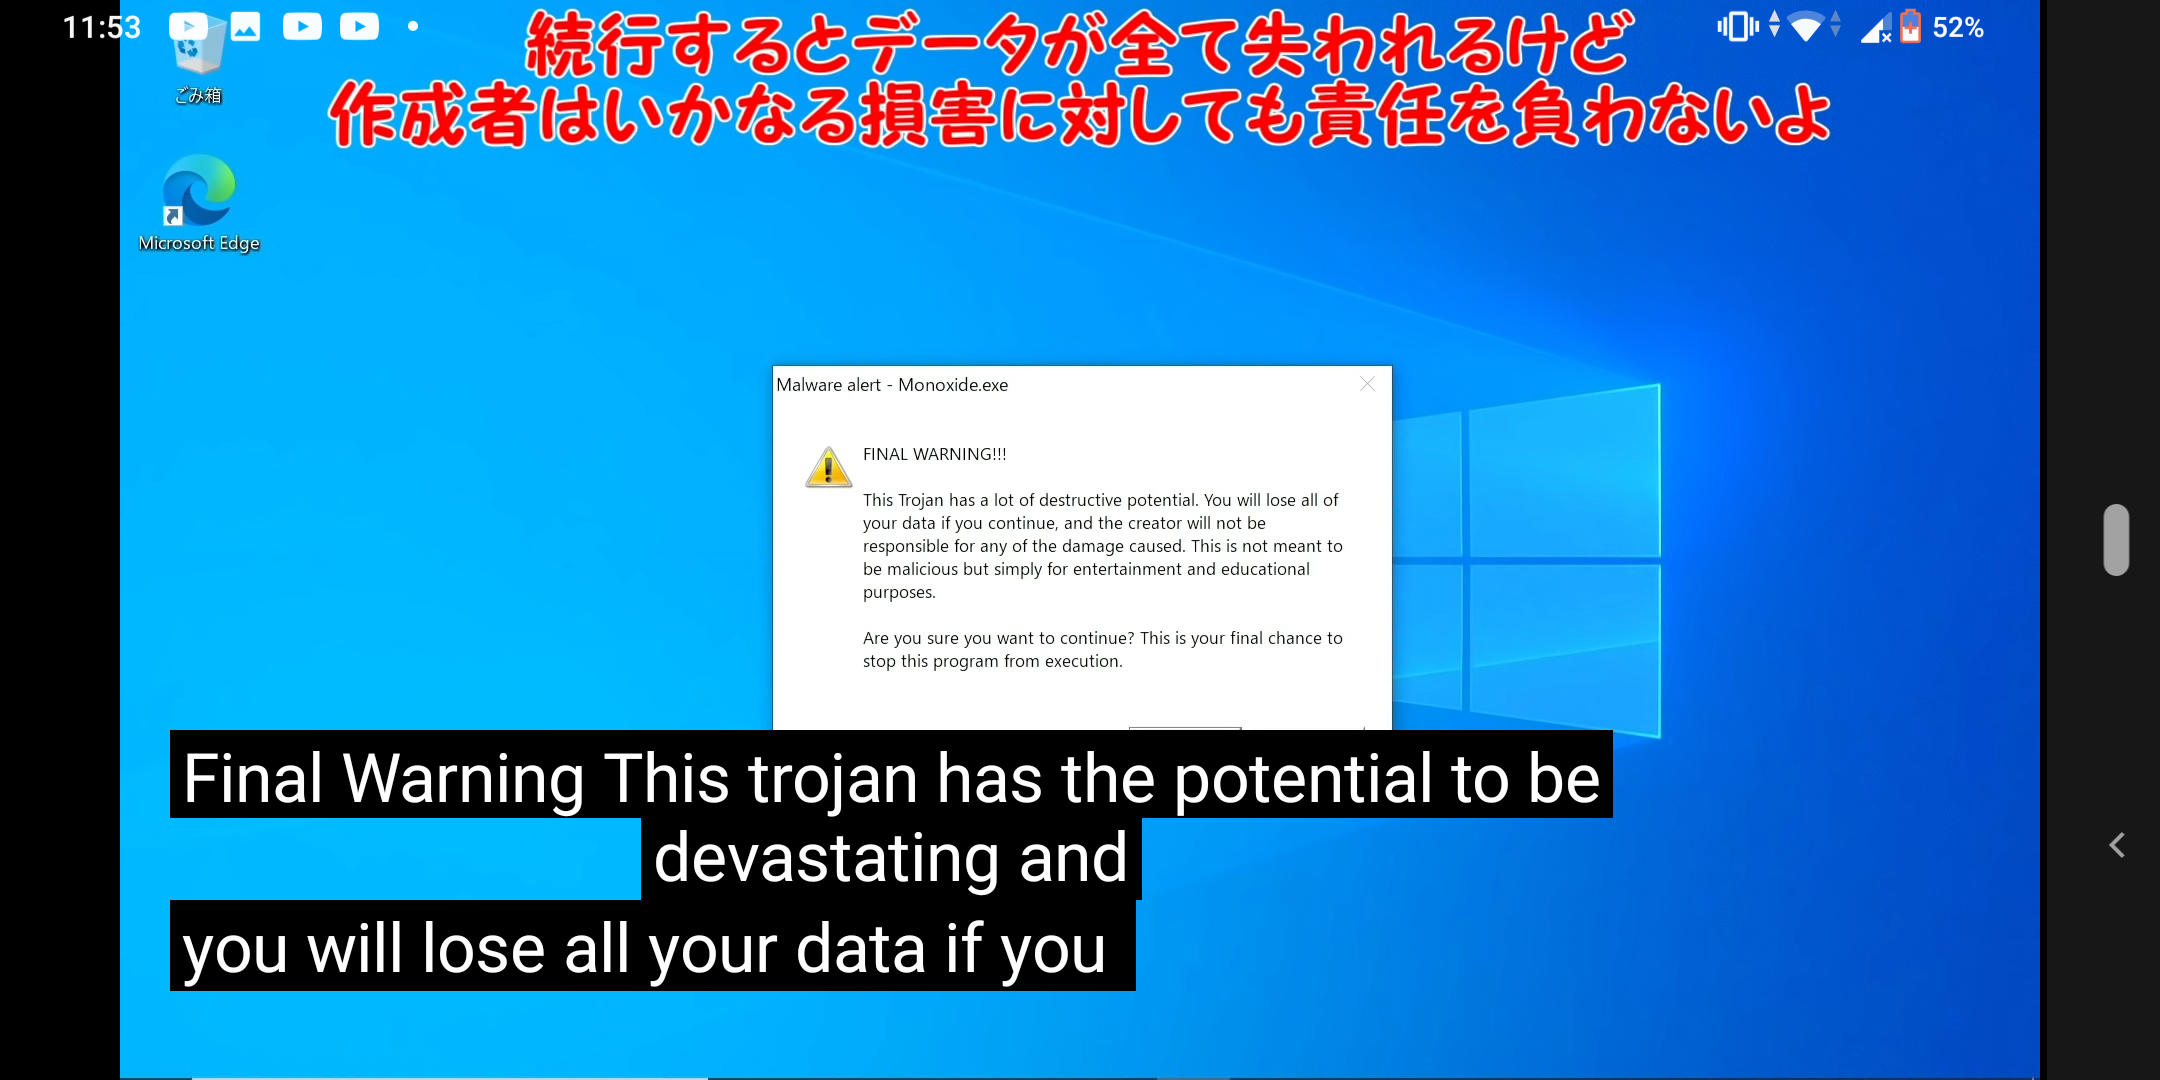 11:53
52%
続行するとデータが全て失われるけど
作成者はいかなる損害に対しても責任を負わないよ
ごみ箱
Microsoft Edge
Malware alert - Monoxide.exe
FINAL WARNING!!!
This Trojan has a lot of destructive potential. You will lose all of
your data if you continue, and the creator will not be
responsible for any of the damage caused. This is not meant to
be malicious but simply for entertainment and educational
purposes.
Are you sure you want to continue? This is your final chance to
stop this program from execution.
Final Warning This trojan has the potential to be
devastating and
you will lose all your data if you